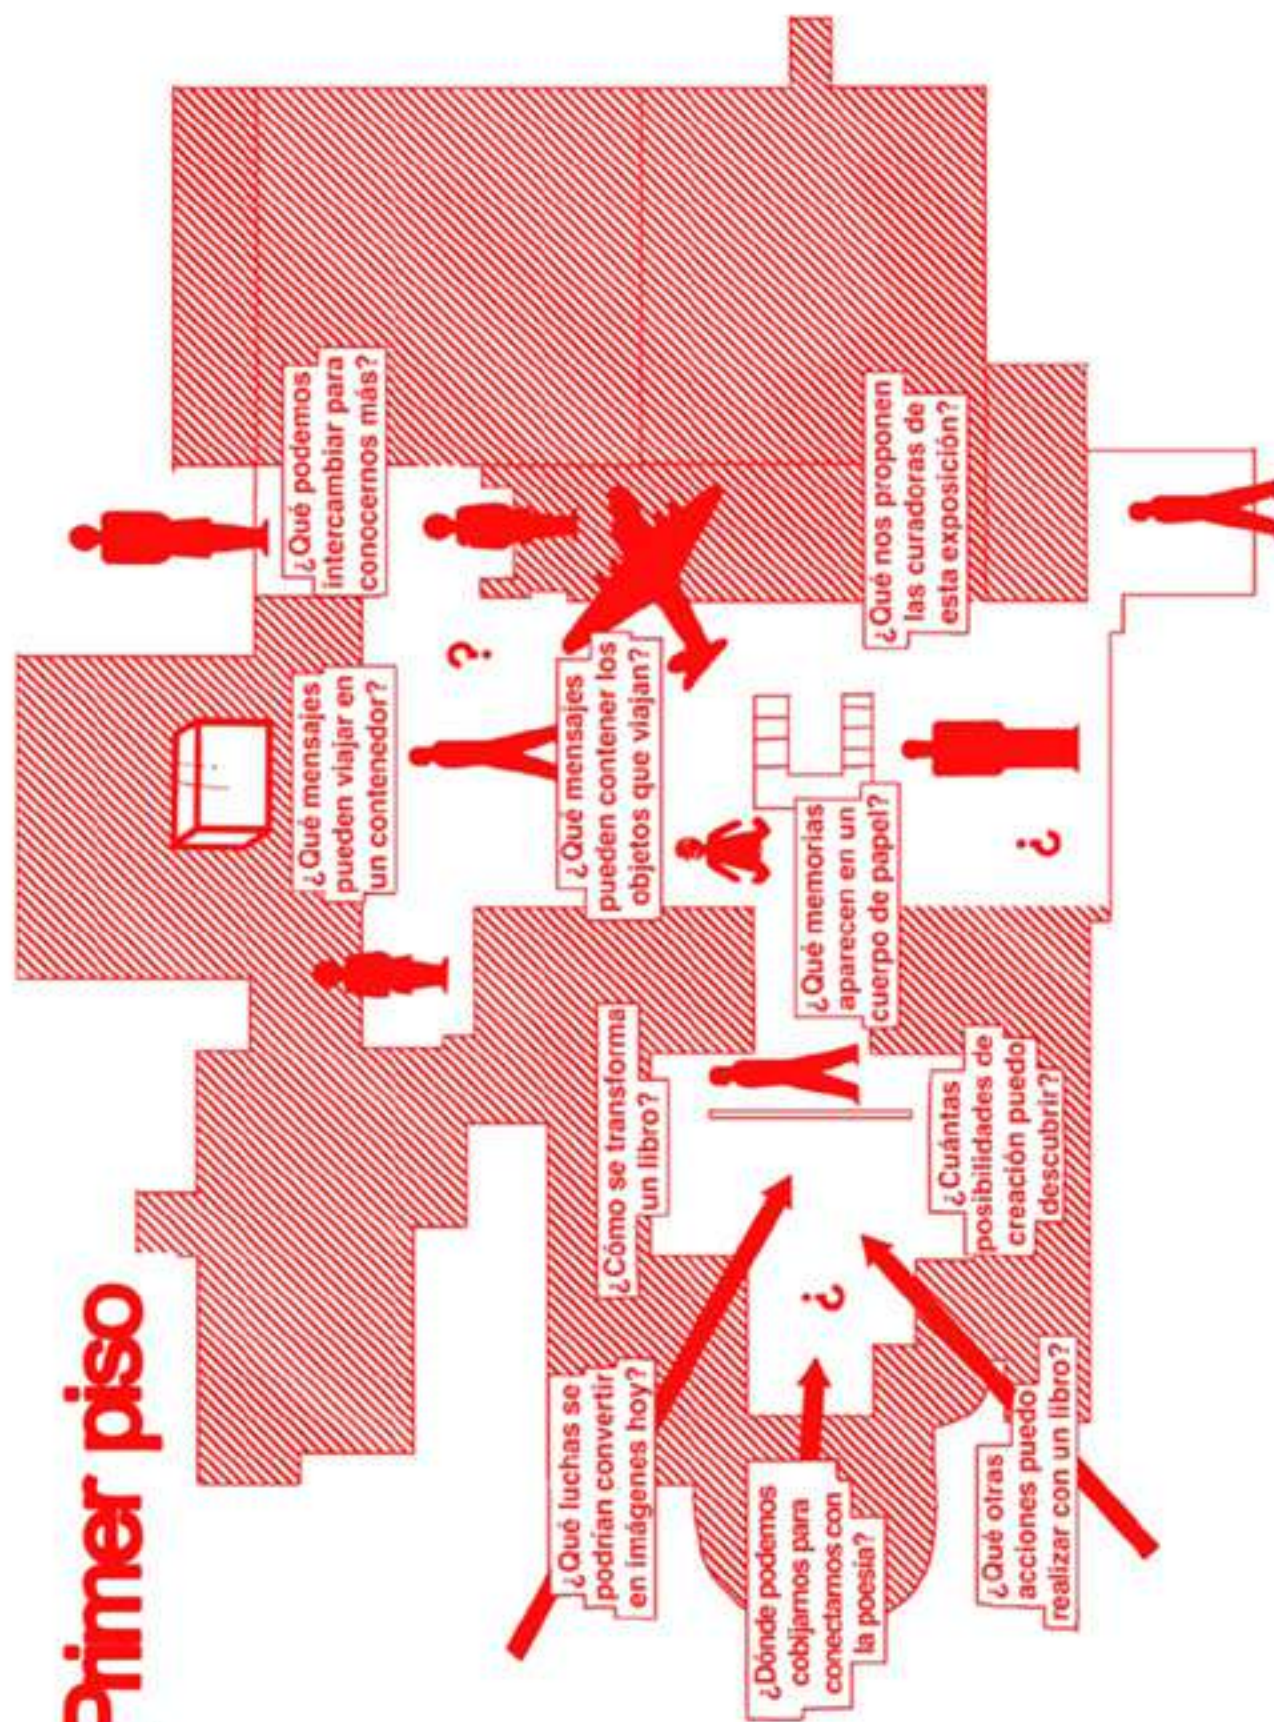 Primer piso
¿Qué mensajes
pueden viajar en
un contenedor?
¿Qué podemos
intercambiar para
conocernos más?
?
¿Qué luchas se
podrían convertir
en imágenes hoy?
¿Cómo se transforma
un libro?
¿Qué mensajes
pueden contener los
objetos que viajan?
¿Dónde podemos
cobijarnos para
conectarnos con
la poesía?
¿
¿Qué memorias
aparecen en un
cuerpo de papel?
¿Qué nos proponen
las curadoras de
esta exposición?
¿Qué otras
acciones puedo
realizar con un libro?
¿Cuántas
posibilidades de
creación puedo
descubrir?
¿